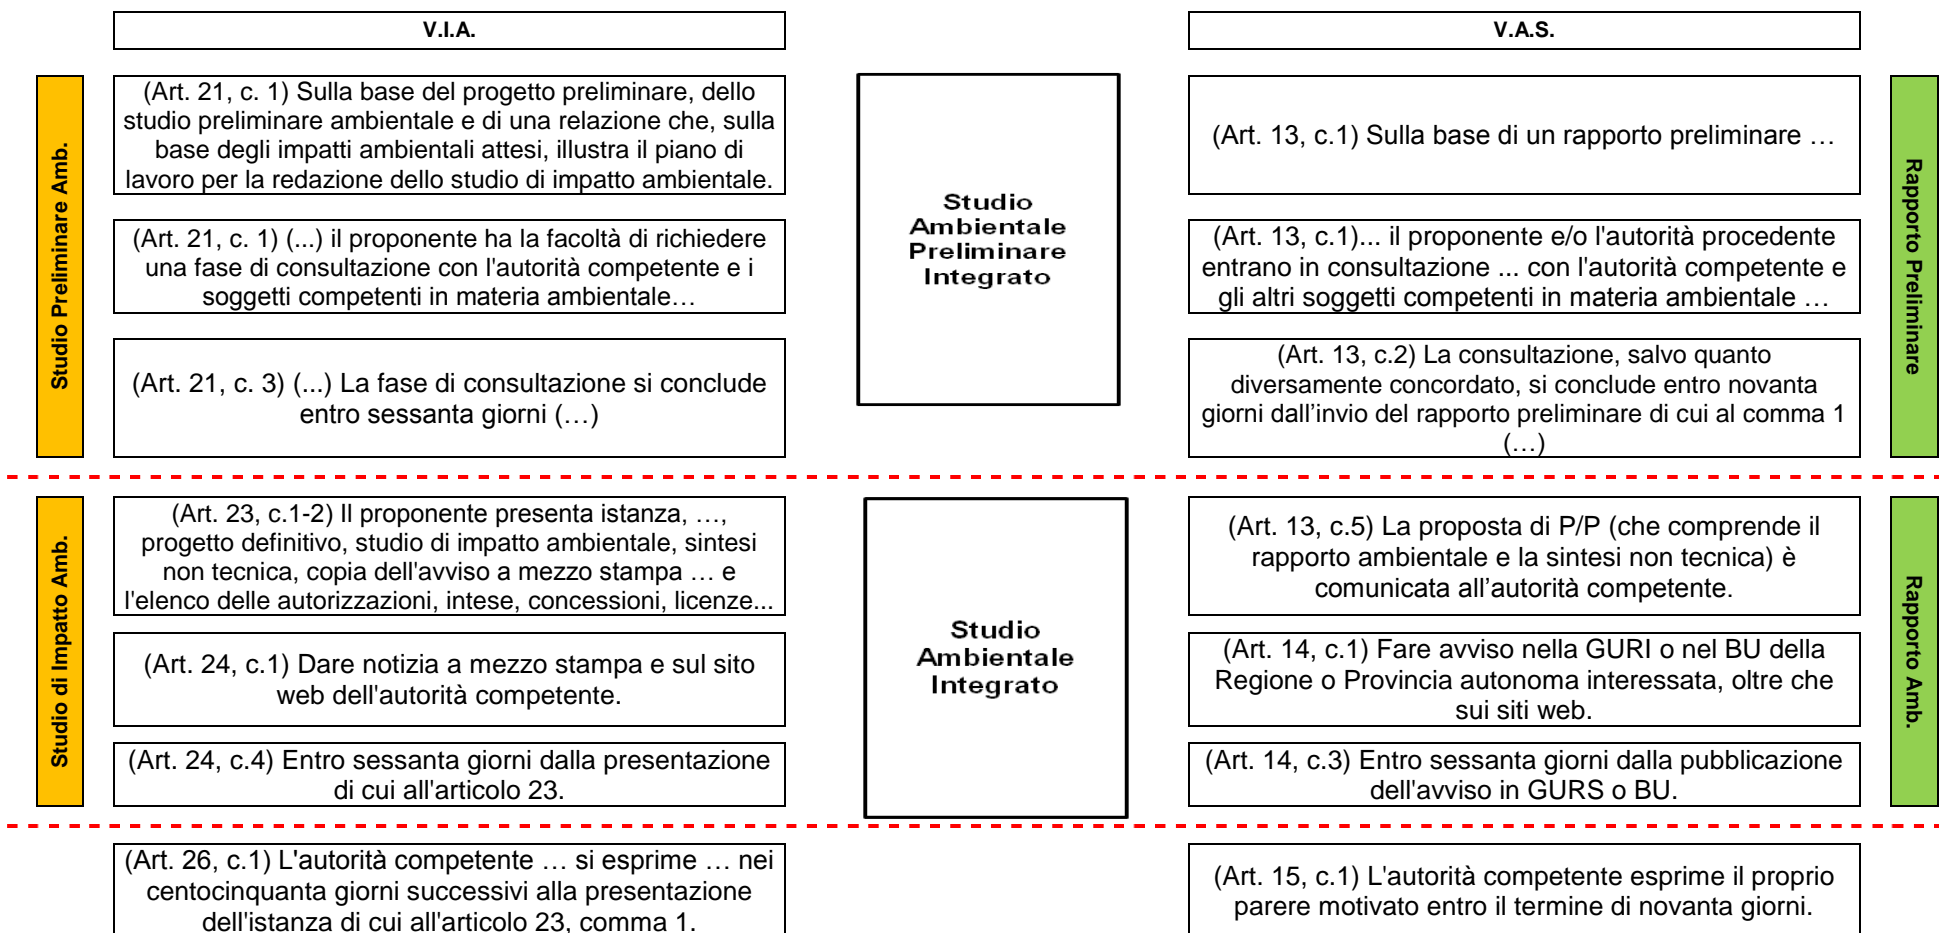 V.I.A.
V.A.S.
Studio Preliminare Amb.
(Art. 21, c. 1) Sulla base del progetto preliminare, dello
studio preliminare ambientale e di una relazione che, sulla
base degli impatti ambientali attesi, illustra il piano di
lavoro per la redazione dello studio di impatto ambientale.
(Art. 21, c. 1) (...) il proponente ha la facoltà di richiedere
una fase di consultazione con l'autorità competente e i
soggetti competenti in materia ambientale…
(Art. 21, c. 3) (...) La fase di consultazione si conclude
entro sessanta giorni (…)
Studio
Ambientale
Preliminare
Integrato
(Art. 13, c.1) Sulla base di un rapporto preliminare …
(Art. 13, c.1)... il proponente e/o l'autorità procedente
entrano in consultazione ... con l'autorità competente e
gli altri soggetti competenti in materia ambientale …
(Art. 13, c.2) La consultazione, salvo quanto
diversamente concordato, si conclude entro novanta
giorni dall’invio del rapporto preliminare di cui al comma 1
(…)
Rapporto Preliminare
Studio di Impatto Amb.
(Art. 23, c.1-2) Il proponente presenta istanza, …,
progetto definitivo, studio di impatto ambientale, sintesi
non tecnica, copia dell'avviso a mezzo stampa … e
l'elenco delle autorizzazioni, intese, concessioni, licenze...
(Art. 24, c.1) Dare notizia a mezzo stampa e sul sito
web dell'autorità competente.
(Art. 24, c.4) Entro sessanta giorni dalla presentazione
di cui all'articolo 23.
Studio
Ambientale
Integrato
(Art. 13, c.5) La proposta di P/P (che comprende il
rapporto ambientale e la sintesi non tecnica) è
comunicata all’autorità competente.
(Art. 14, c.1) Fare avviso nella GURI o nel BU della
Regione o Provincia autonoma interessata, oltre che
sui siti web.
(Art. 14, c.3) Entro sessanta giorni dalla pubblicazione
dell'avviso in GURS o BU.
Rapporto Amb.
(Art. 26, c.1) L'autorità competente … si esprime … nei
centocinquanta giorni successivi alla presentazione
dell'istanza di cui all'articolo 23, comma 1.
(Art. 15, c.1) L'autorità competente esprime il proprio
parere motivato entro il termine di novanta giorni.